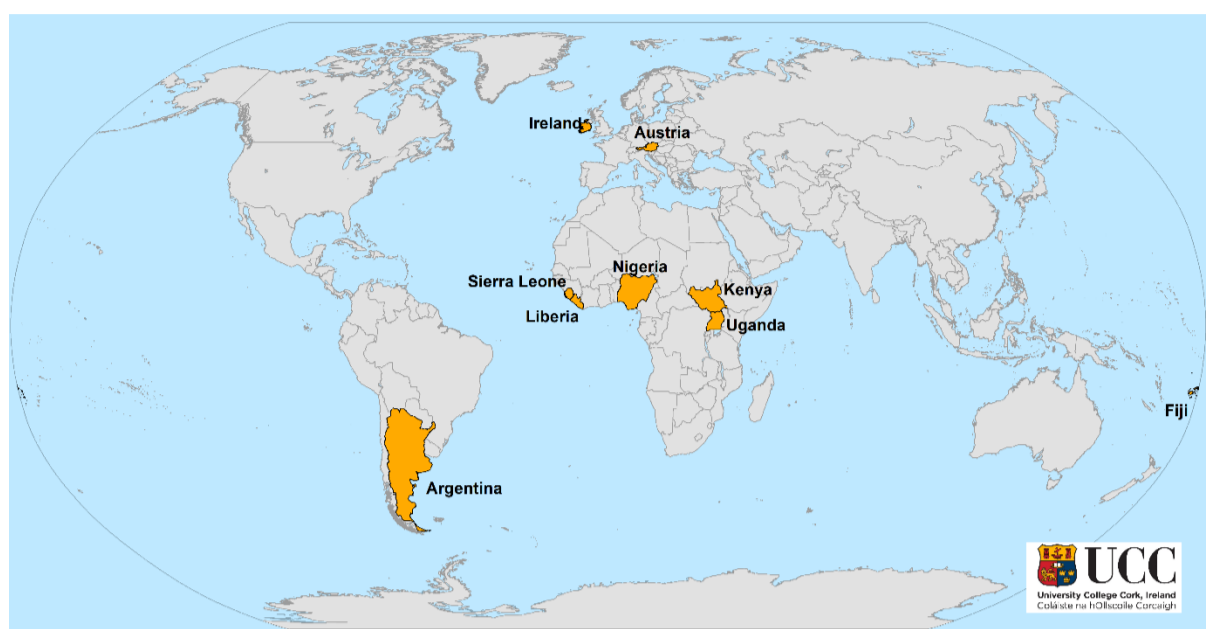 Ireland
Austria
Nigeria
Sierra Leone
Kenya
Liberia
Uganda
Fiji
Argentina
UCC
University College Cork, Ireland
Coláiste na hOllscoile Corcaigh